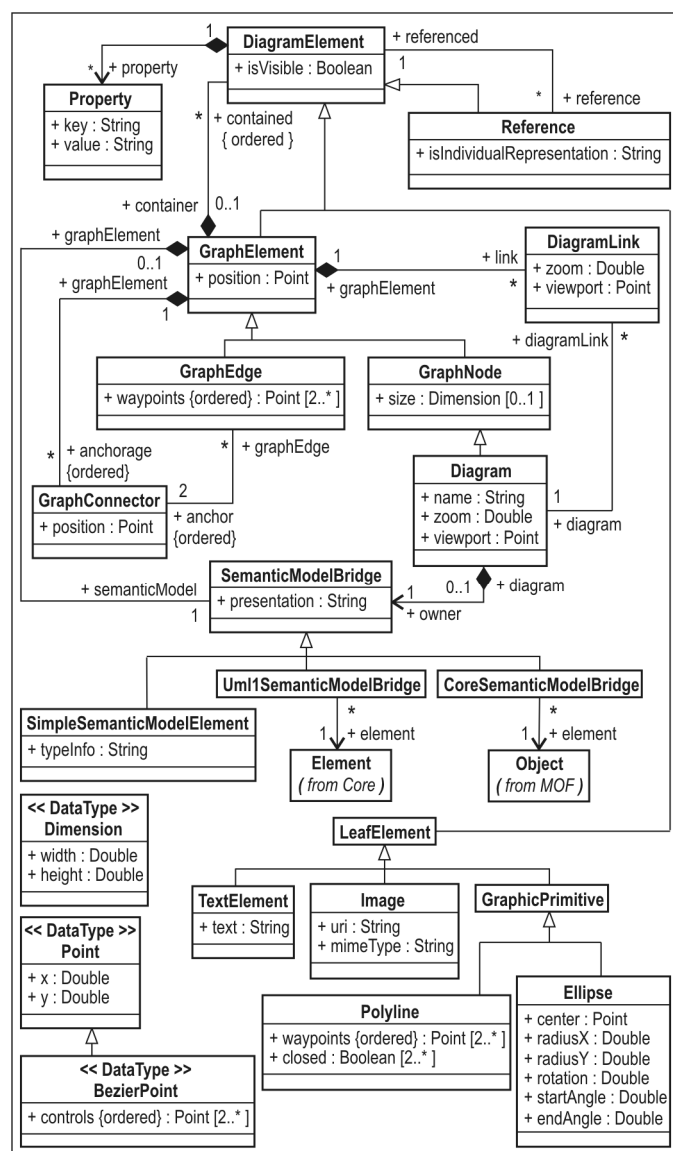 1
DiagramElement
+ isVisible : Boolean
+ referenced
1
*
+ property
*
+ reference
Property
+ key : String
+ value : String
*
+ contained
{ ordered }
Reference
+ isIndividualRepresentation : String
+ container
0..1
+ graphElement
0..1
GraphElement
+ position : Point
1
+ graphElement
+ link
*
DiagramLink
+ zoom : Double
+ viewport : Point
+ graphElement
1
+ diagramLink
*
GraphEdge
+ waypoints {ordered} : Point [2..* ]
GraphNode
+ size : Dimension [0..1 ]
*
+ anchorage
{ordered}
*
+ graphEdge
GraphConnector
+ position : Point
2
+ anchor
{ordered}
Diagram
+ name : String
+ zoom : Double
+ viewport : Point
1
+ diagram
+ semanticModel
1
SemanticModelBridge
+ presentation : String
1
+ owner
0..1
+ diagram
Uml1SemanticModelBridge
CoreSemanticModelBridge
SimpleSemanticModelElement
+ typeInfo : String
*
1
+ element
*
1
+ element
Element
( from Core )
Object
( from MOF )
<< DataType >>
Dimension
+ width : Double
+ height : Double
LeafElement
TextElement
+ text : String
Image
+ uri : String
+ mimeType : String
GraphicPrimitive
<< DataType >>
Point
+ x : Double
+ y : Double
Polyline
+ waypoints {ordered} : Point [2..* ]
+ closed : Boolean [2..* ]
Ellipse
+ center : Point
+ radiusX : Double
+ radiusY : Double
+ rotation : Double
+ startAngle : Double
+ endAngle : Double
<< DataType >>
BezierPoint
+ controls {ordered} : Point [2..* ]